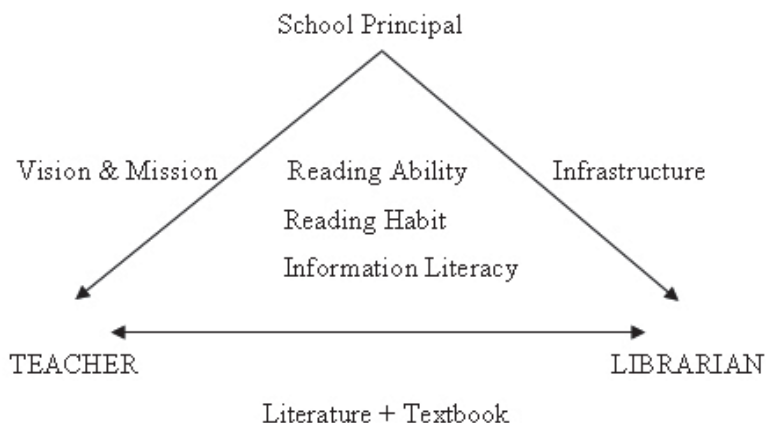 School Principal
Vision & Mission Reading Ability Infrastructure
Reading Habit
Information Literacy
TEACHER LIBRARIAN
Literature + Textbook